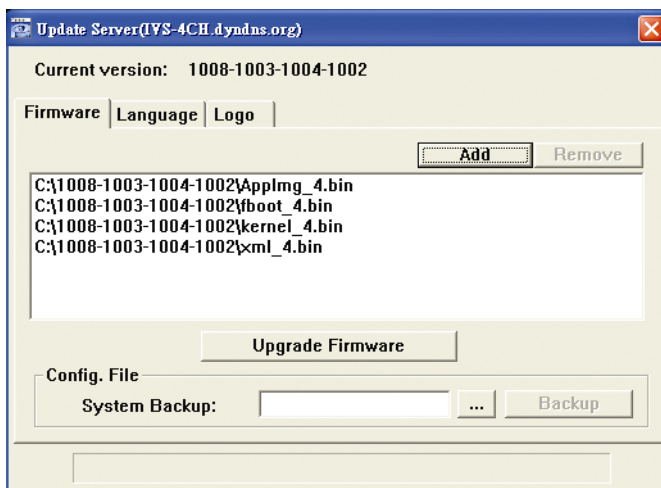 Update Server(IVS-4CH.dyndns.org)
Current version: 1008-1003-1004-1002
Firmware Language Logo
Add Remove
C:\1008-1003-1004-1002\AppImg_4.bin
C:\1008-1003-1004-1002\fboot_4.bin
C:\1008-1003-1004-1002\kernel_4.bin
C:\1008-1003-1004-1002\xml_4.bin
Upgrade Firmware
Config. File
System Backup: ... Backup